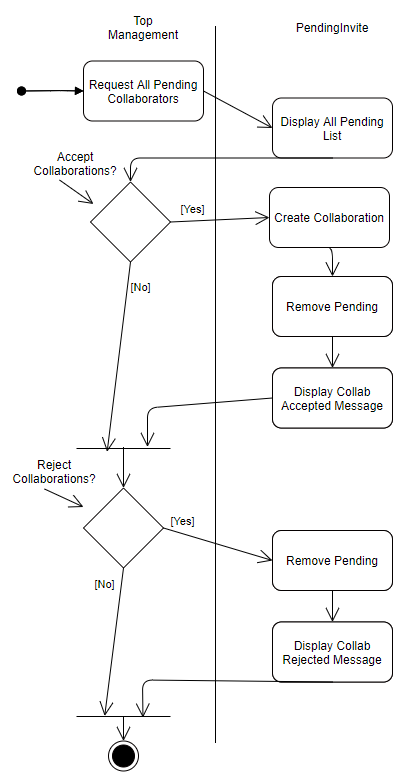 Top
Management
PendingInvite
Request All Pending
Collaborators
Display All Pending
List
Accept
Collaborations?
[Yes]
Create Collaboration
[No]
Remove Pending
Display Collab
Accepted Message
Reject
Collaborations?
[Yes]
Remove Pending
[No]
Display Collab
Rejected Message